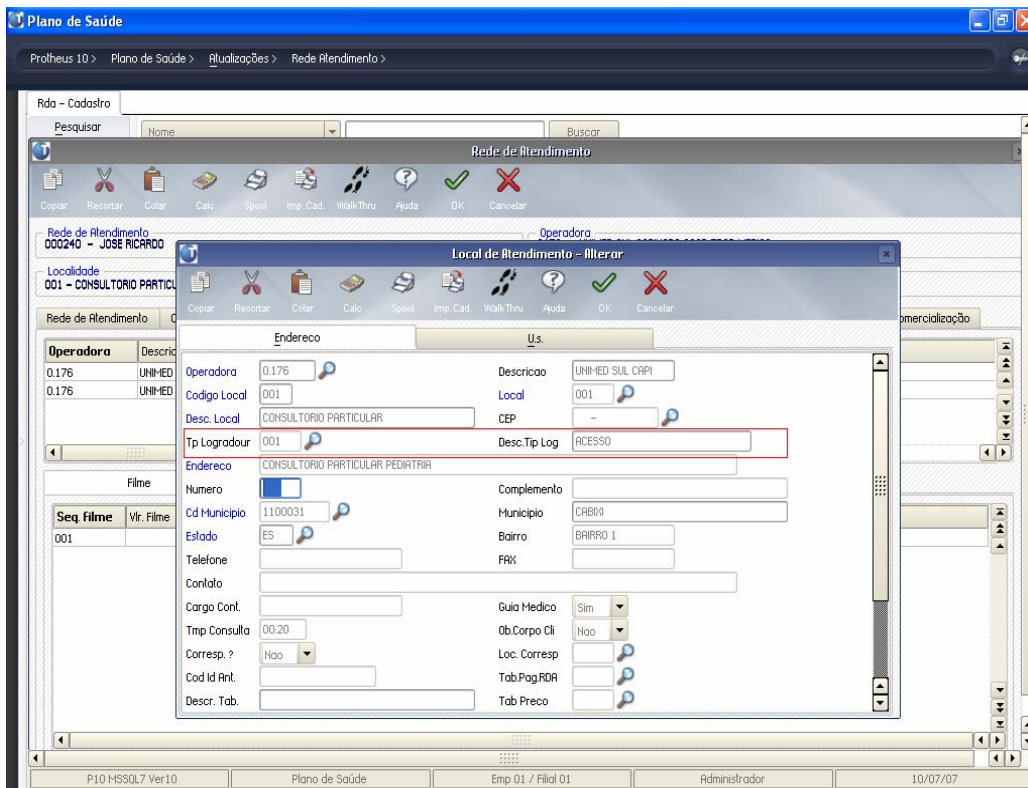 Plano de Saúde
Protheus 10 > Plano de Saúde > Atualizações > Rede Atendimento >
Rda - Cadastro
Pesquisar Nome Buscar
Rede de Atendimento
Copiar Recortar Colar Calc Spool Imp.Cad. WalkThru Ajuda OK Cancelar
Rede de Atendimento Operadora
000240 - JOSE RICARDO
Localidade
001 - CONSULTORIO PARTICU
Rede de Atendimento omercialização
Operadora Descric
0.176 UNIMED
0.176 UNIMED
Filme
Seq. filme Vlr. Filme
001
Local de Atendimento - Alterar
Copiar Recortar Colar Calc Spool Imp.Cad. WalkThru Ajuda OK Cancelar
Endereco U.s.
Operadora 0.176 Descricao UNIMED SUL CAPI
Codigo Local 001 Local 001
Desc. Local CONSULTORIO PARTICULAR CEP -
Tp Logradour 001 Desc.Tip Log ACESSO
Endereco CONSULTORIO PARTICULAR PEDIATRIA
Numero Complemento
Cd Municipio 1100031 Municipio CABIXI
Estado ES Bairro BAIRRO 1
Telefone FAX
Contato
Cargo Cont. Guia Medico Sim
Tmp Consulta 00:20 Ob.Corpo Cli Nao
Corresp. ? Nao Loc. Corresp
Cod Id Ant. Tab.Pag.RDA
Descr. Tab. Tab Preco
P10 MSSQL7 Ver10 Plano de Saúde Emp 01 / Filial 01 Administrador 10/07/07